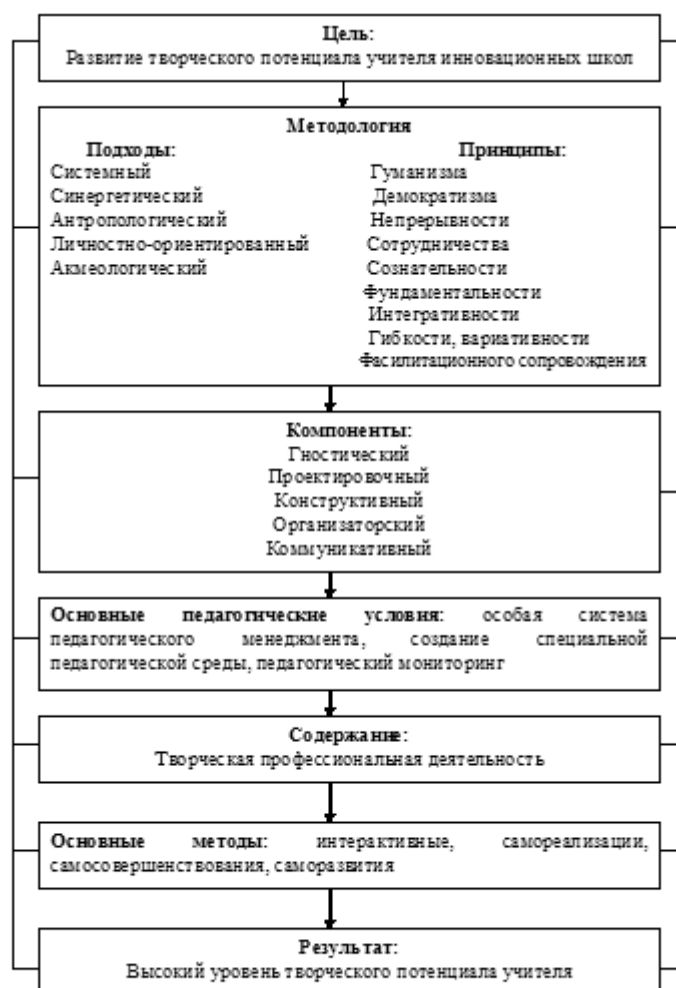 Цель:
Развитие творческого потенциала учителя инновационных школ
Методология
Подходы:
Системный
Синергетический
Антропологический
Личностно-ориентированный
Акмеологический
Принципы:
Гуманизма
Демократизма
Непрерывности
Сотрудничества
Сознательности
Фундаментальности
Интегративности
Гибкости, вариативности
Фасилитационного сопровождения
Компоненты:
Гностический
Проектировочный
Конструктивный
Организаторский
Коммуникативный
Основные педагогические условия: особая система
педагогического менеджмента, создание специальной
педагогической среды, педагогический мониторинг
Содержание:
Творческая профессиональная деятельность
Основные методы: интерактивные, самореализации,
самосовершенствования, саморазвития
Результат:
Высокий уровень творческого потенциала учителя